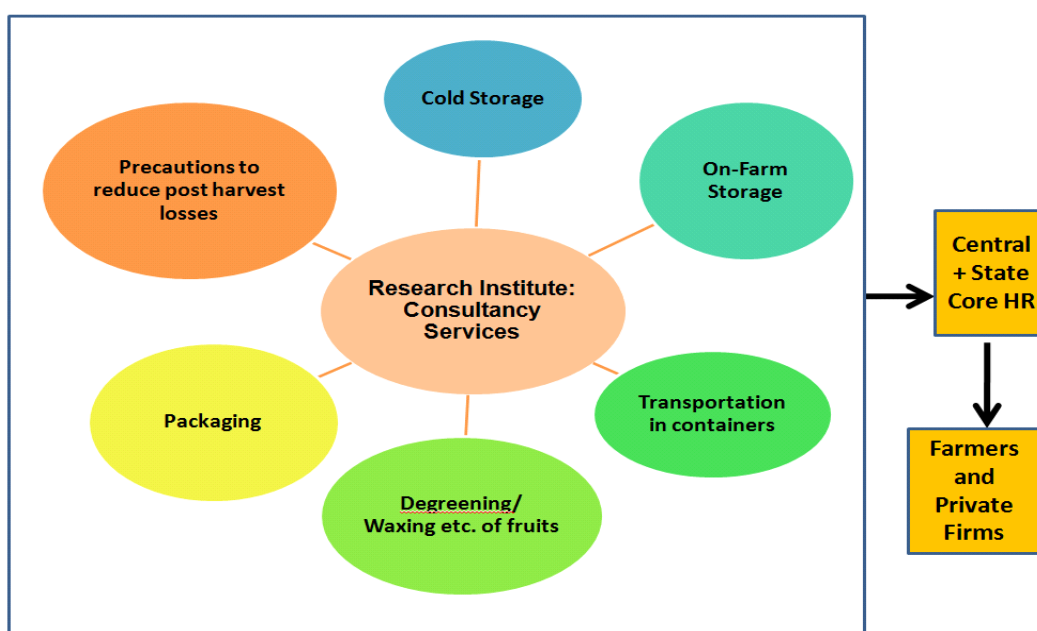 Cold Storage
Precautions to
reduce post harvest
losses
On-Farm
Storage
Research Institute:
Consultancy
Services
Packaging
Transportation
in containers
Degreening/
Waxing etc. of fruits
Central
+ State
Core HR
Farmers
and
Private
Firms